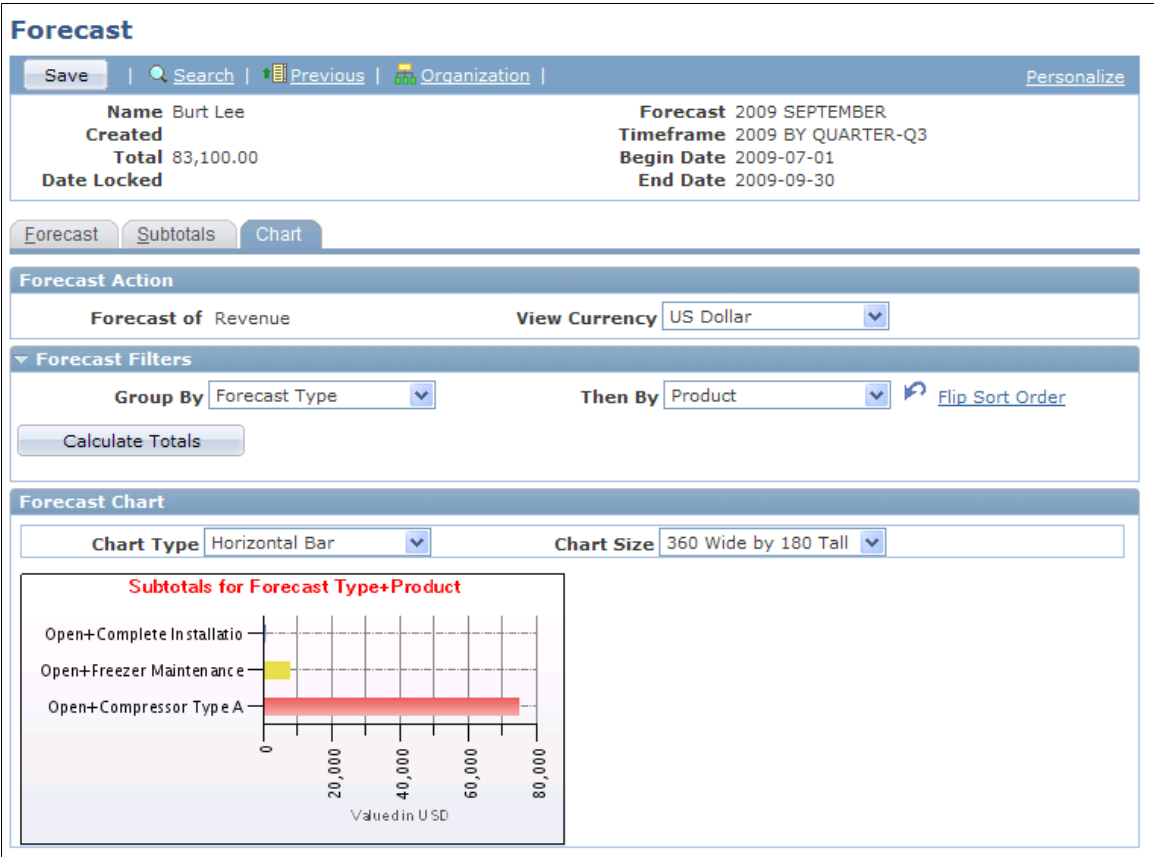 Forecast
Save | Search | Previous | Organization | Personalize
Name Burt Lee Forecast 2009 SEPTEMBER
Created Timeframe 2009 BY QUARTER-Q3
Total 83,100.00 Begin Date 2009-07-01
Date Locked End Date 2009-09-30
Forecast Subtotals Chart
Forecast Action
Forecast of Revenue View Currency US Dollar
Forecast Filters
Group By Forecast Type Then By Product Flip Sort Order
Calculate Totals
Forecast Chart
Chart Type Horizontal Bar Chart Size 360 Wide by 180 Tall
Subtotals for Forecast Type+Product
Open+Complete Installatio
Open+Freezer Maintenance
Open+Compressor Type A
0 20,000 40,000 60,000 80,000
Valued in USD